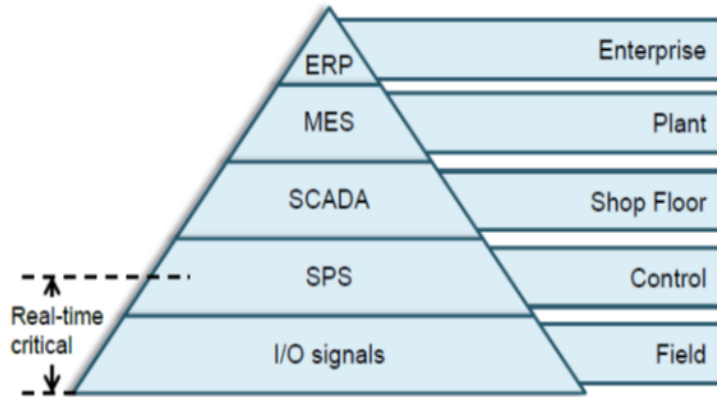 ERP
Enterprise
MES
Plant
SCADA
Shop Floor
SPS
Control
Real-time
critical
I/O signals
Field